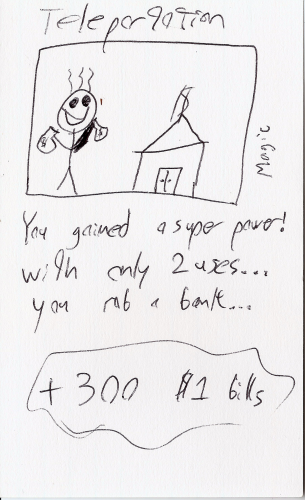 Teleportation
$
Magic
You gained a super power!
with only 2 uses...
you rob a bank...
+ 300 $1 bills